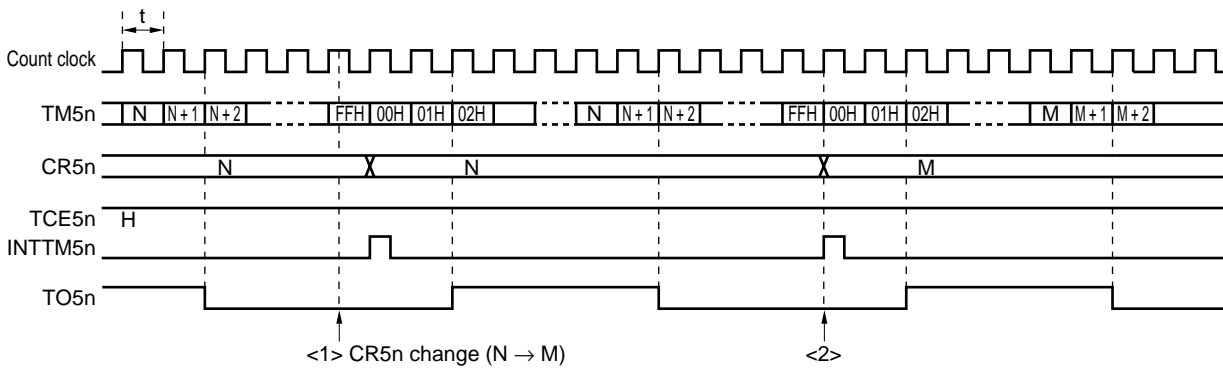 t
Count clock
TM5n N N + 1 N + 2 FFH 00H 01H 02H N N + 1 N + 2 FFH 00H 01H 02H M M + 1 M + 2
CR5n N N M
TCE5n H
INTTM5n
TO5n
<1> CR5n change (N → M) <2>